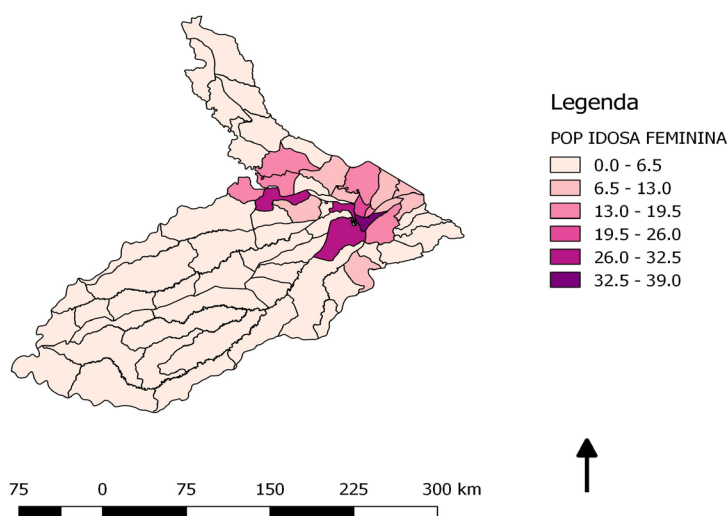 Legenda
POP IDOSA FEMININA
0.0 - 6.5
6.5 - 13.0
13.0 - 19.5
19.5 - 26.0
26.0 - 32.5
32.5 - 39.0
75 0 75 150 225 300 km